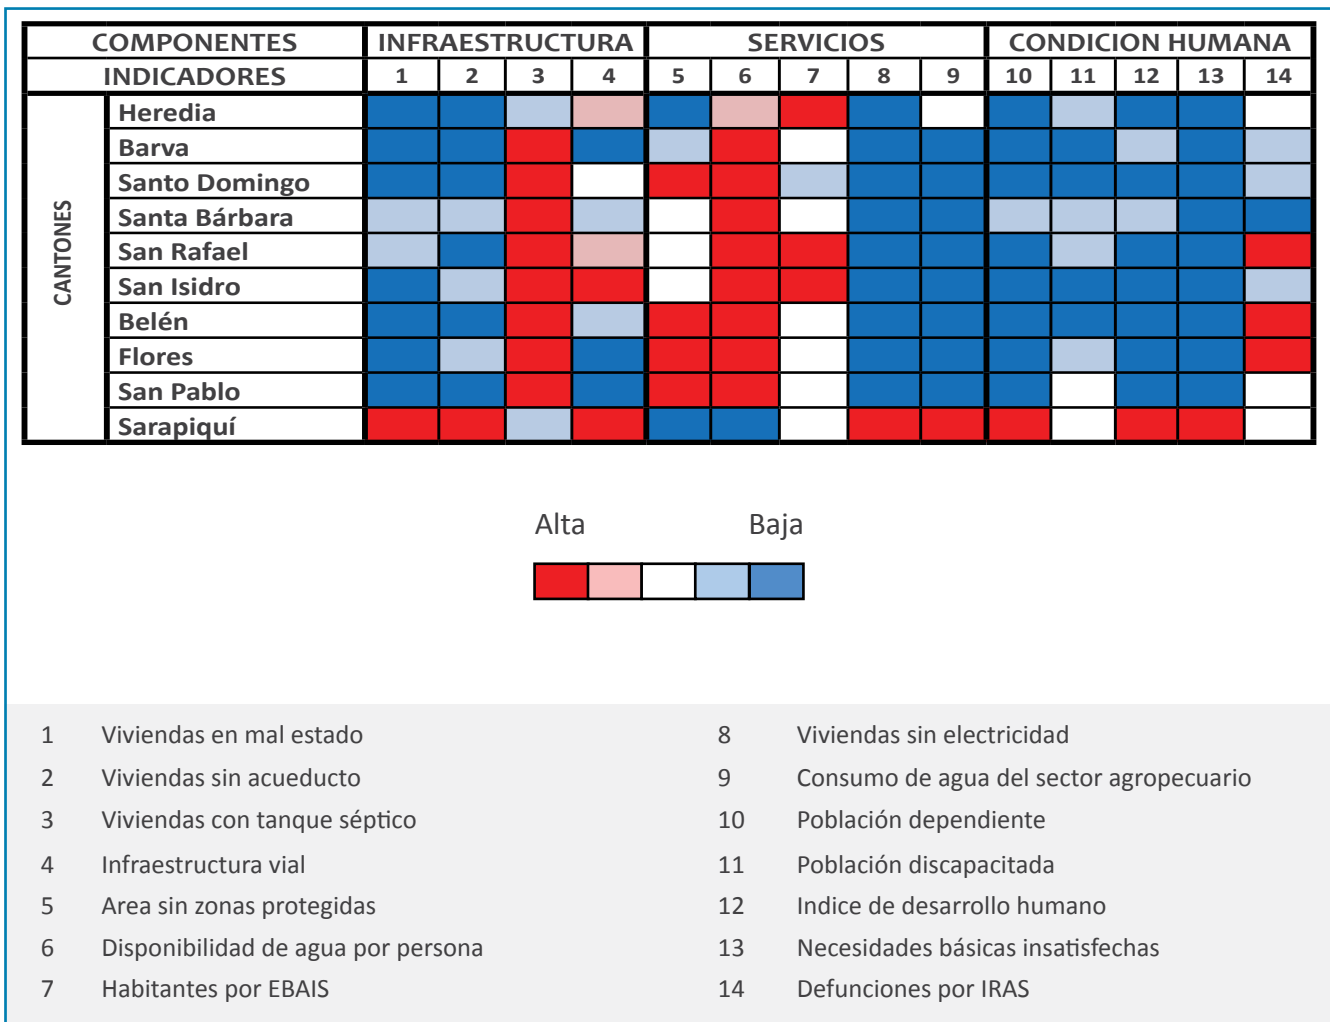 COMPONENTES INFRAESTRUCTURA SERVICIOS CONDICION HUMANA
INDICADORES 1 2 3 4 5 6 7 8 9 10 11 12 13 14
CANTONES
Heredia
Barva
Santo Domingo
Santa Bárbara
San Rafael
San Isidro
Belén
Flores
San Pablo
Sarapiquí
Alta Baja
1 Viviendas en mal estado
2 Viviendas sin acueducto
3 Viviendas con tanque séptico
4 Infraestructura vial
5 Area sin zonas protegidas
6 Disponibilidad de agua por persona
7 Habitantes por EBAIS
8 Viviendas sin electricidad
9 Consumo de agua del sector agropecuario
10 Población dependiente
11 Población discapacitada
12 Indice de desarrollo humano
13 Necesidades básicas insatisfechas
14 Defunciones por IRAS